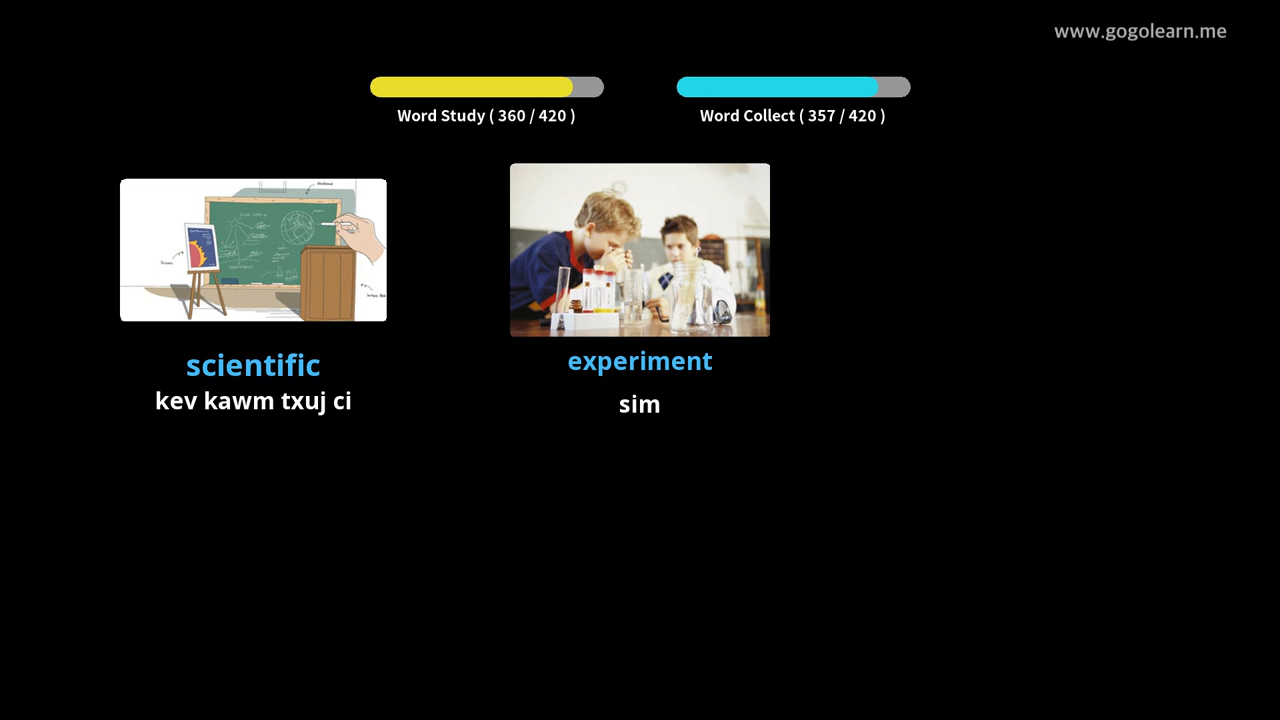 www.gogolearn.me
Word Study ( 360 / 420 )
Word Collect ( 357 / 420 )
scientific
kev kawm txuj ci
experiment
sim